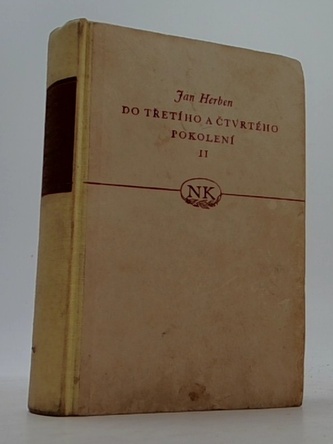 Jan Herben
DO TŘETÍHO A ČTVRTÉHO
POKOLENÍ
II
NK